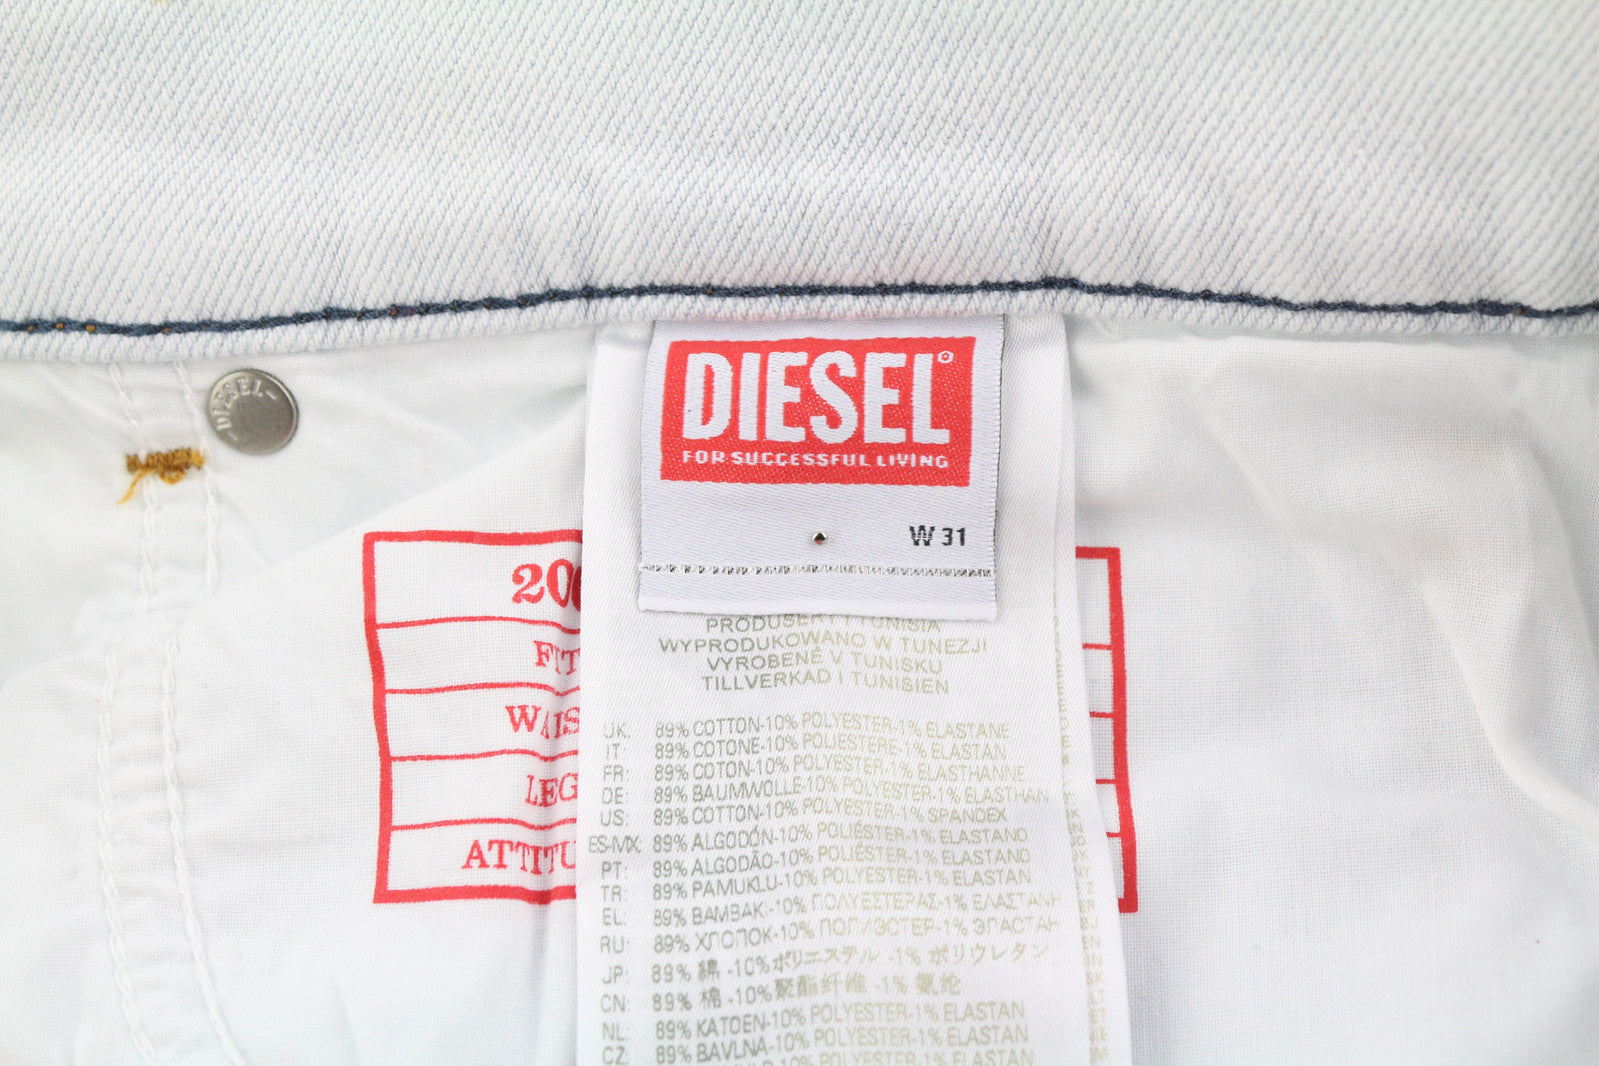 DIESEL
FOR SUCCESSFUL LIVING
W 31
DIESEL
200
FIT
WAIS
LEG
ATTITU
PRODUSERT I TUNISIA
WYPRODUKOWANO W TUNEZJI
VYROBENÉ V TUNISKU
TILLVERKAD I TUNISIEN
UK: 89% COTTON-10% POLYESTER-1% ELASTANE
IT: 89% COTONE-10% POLIESTERE-1% ELASTAN
FR: 89% COTON-10% POLYESTER-1% ELASTHANNE
DE: 89% BAUMWOLLE-10% POLYESTER-1% ELASTHAN
US: 89% COTTON-10% POLYESTER-1% SPANDEX
ES-MX: 89% ALGODÓN-10% POLIÉSTER-1% ELASTANO
PT: 89% ALGODÃO-10% POLIÉSTER-1% ELASTANO
TR: 89% PAMUKLU-10% POLYESTER-1% ELASTAN
EL: 89% ΒΑΜΒΑΚ.-10% ΠΟΛΥΕΣΤΕΡΑΣ-1% ΕΛΑΣΤΑΝΗ
RU: 89% ХЛОПОК-10% ПОЛИЭСТЕР-1% ЭЛАСТАН
JP: 89% 綿 -10%ポリエステル -1% ポリウレタン
CN: 89% 棉 -10%聚酯纤维 -1% 氨纶
NL: 89% KATOEN-10% POLYESTER-1% ELASTAN
CZ 89% BAVLNA-10% POLYESTER-1% ELASTAN